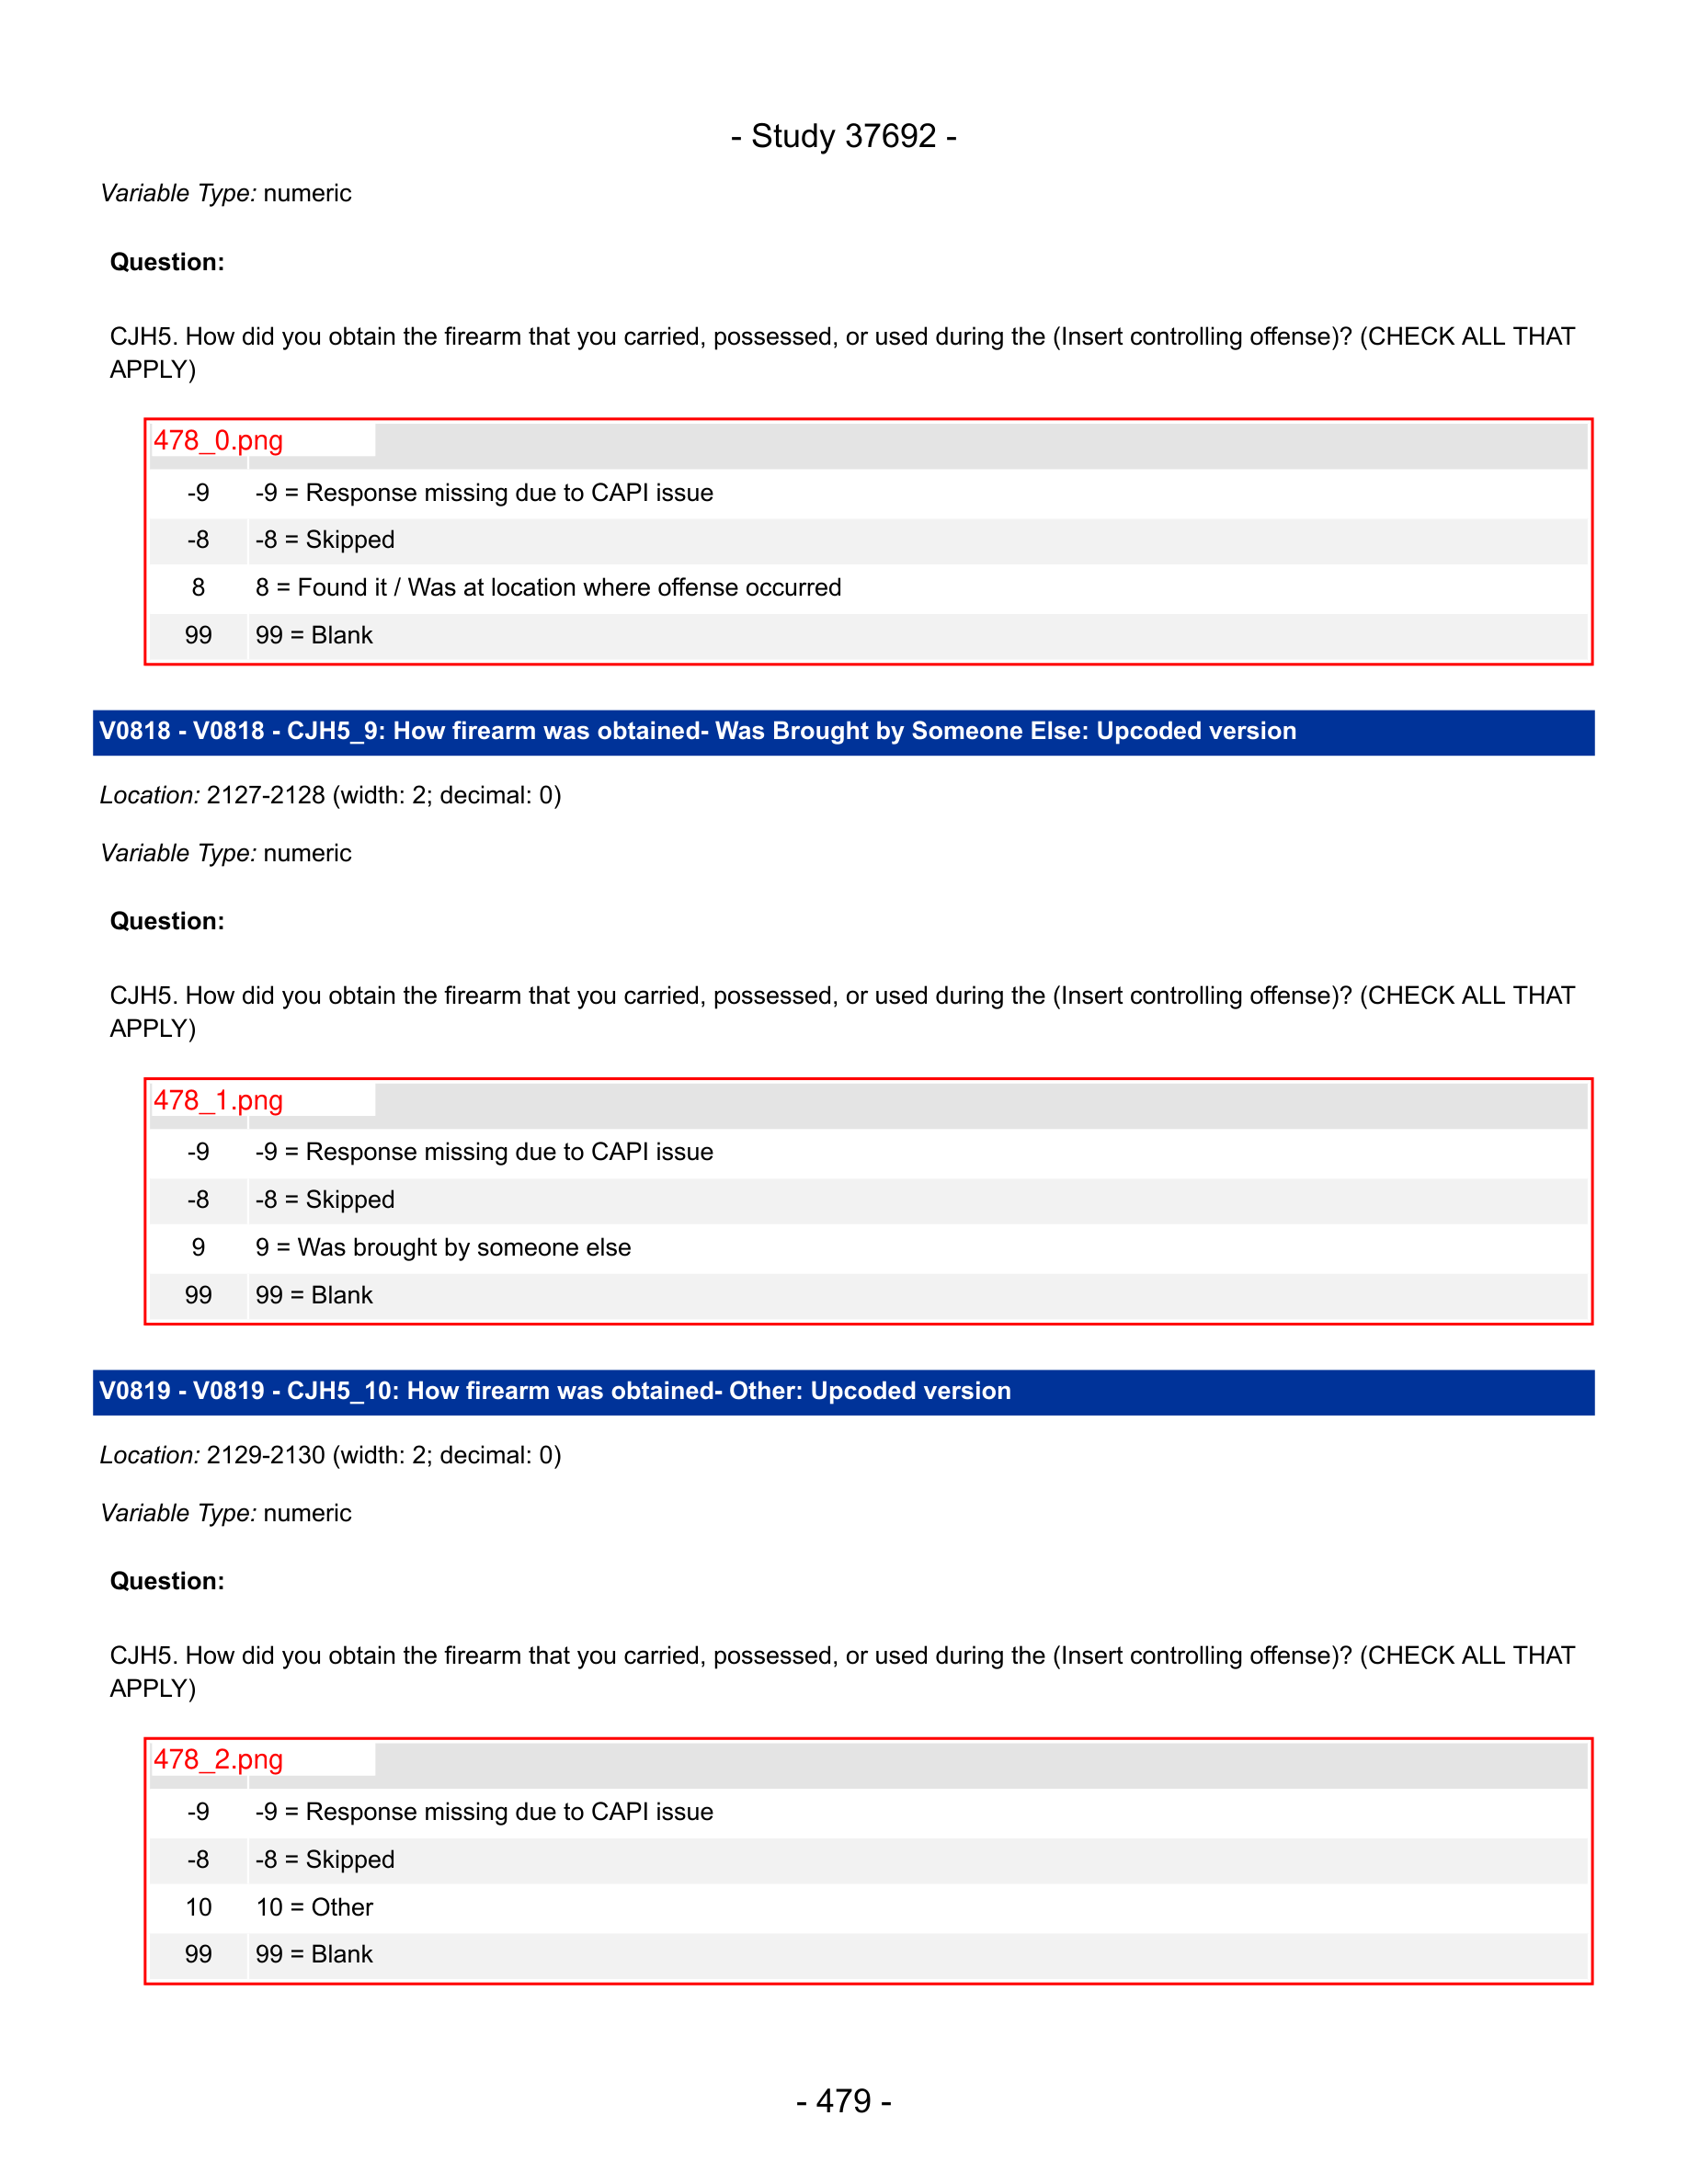 - Study 37692 -
Variable Type: numeric
Question:
CJH5. How did you obtain the firearm that you carried, possessed, or used during the (Insert controlling offense)? (CHECK ALL THAT
APPLY)
478_0.png
-9 -9 = Response missing due to CAPI issue
-8 -8 = Skipped
8 8 = Found it / Was at location where offense occurred
99 99 = Blank
V0818 - V0818 - CJH5_9: How firearm was obtained- Was Brought by Someone Else: Upcoded version
Location: 2127-2128 (width: 2; decimal: 0)
Variable Type: numeric
Question:
CJH5. How did you obtain the firearm that you carried, possessed, or used during the (Insert controlling offense)? (CHECK ALL THAT
APPLY)
478_1.png
-9 -9 = Response missing due to CAPI issue
-8 -8 = Skipped
9 9 = Was brought by someone else
99 99 = Blank
V0819 - V0819 - CJH5_10: How firearm was obtained- Other: Upcoded version
Location: 2129-2130 (width: 2; decimal: 0)
Variable Type: numeric
Question:
CJH5. How did you obtain the firearm that you carried, possessed, or used during the (Insert controlling offense)? (CHECK ALL THAT
APPLY)
478_2.png
-9 -9 = Response missing due to CAPI issue
-8 -8 = Skipped
10 10 = Other
99 99 = Blank
- 479 -